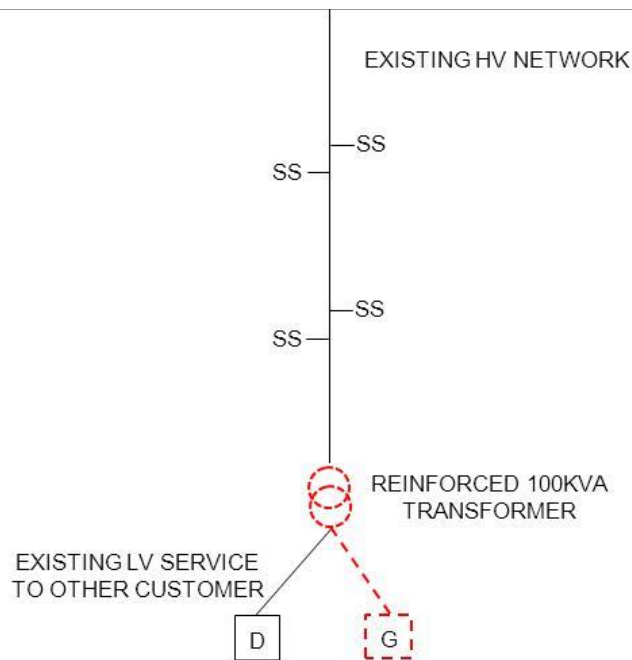 EXISTING HV NETWORK
SS
SS
SS
SS
REINFORCED 100KVA
TRANSFORMER
EXISTING LV SERVICE
TO OTHER CUSTOMER
D
G